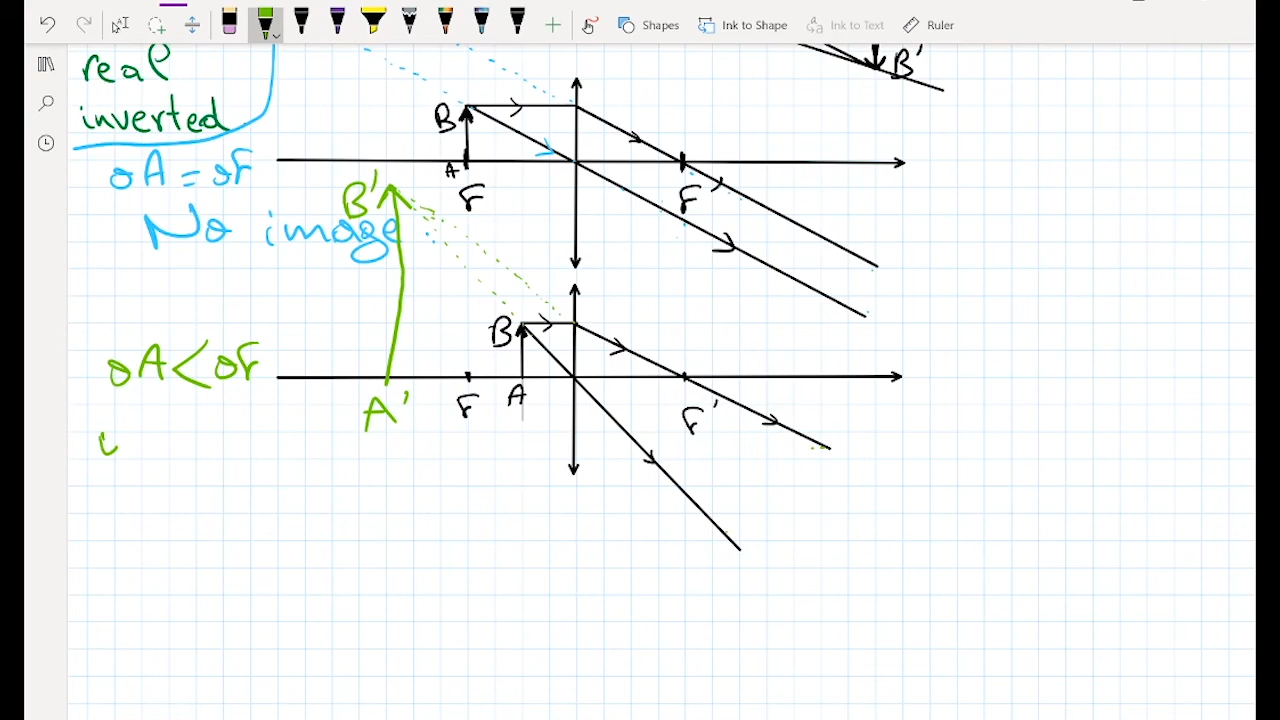 Shapes
Ink to Shape
Ink to Text
Ruler
real
inverted
B'
B
A
F
F'
OA = OF
No image
B'
B
OA < OF
A'
F
A
F'